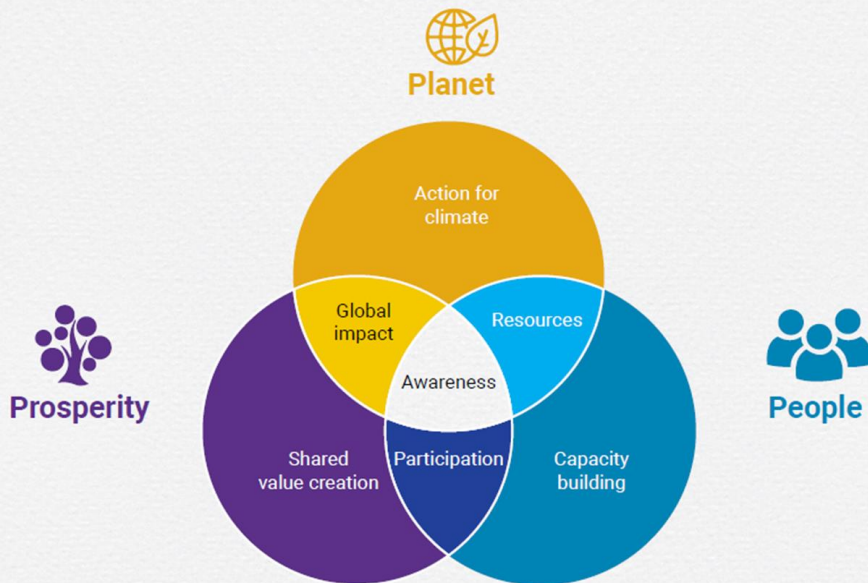 Planet
Action for
climate
Global
impact
Resources
Awareness
Prosperity
People
Shared
value creation
Participation
Capacity
building